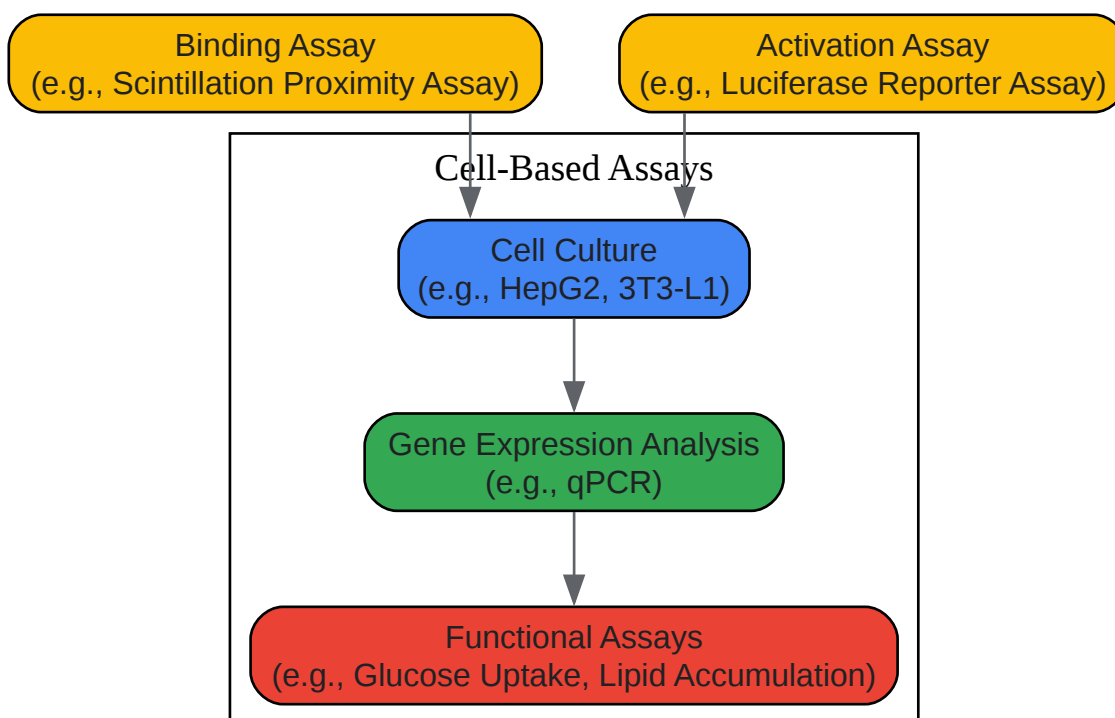 Binding Assay
(e.g., Scintillation Proximity Assay)
Activation Assay
(e.g., Luciferase Reporter Assay)
Cell-Based Assays
Cell Culture
(e.g., HepG2, 3T3-L1)
Gene Expression Analysis
(e.g., qPCR)
Functional Assays
(e.g., Glucose Uptake, Lipid Accumulation)